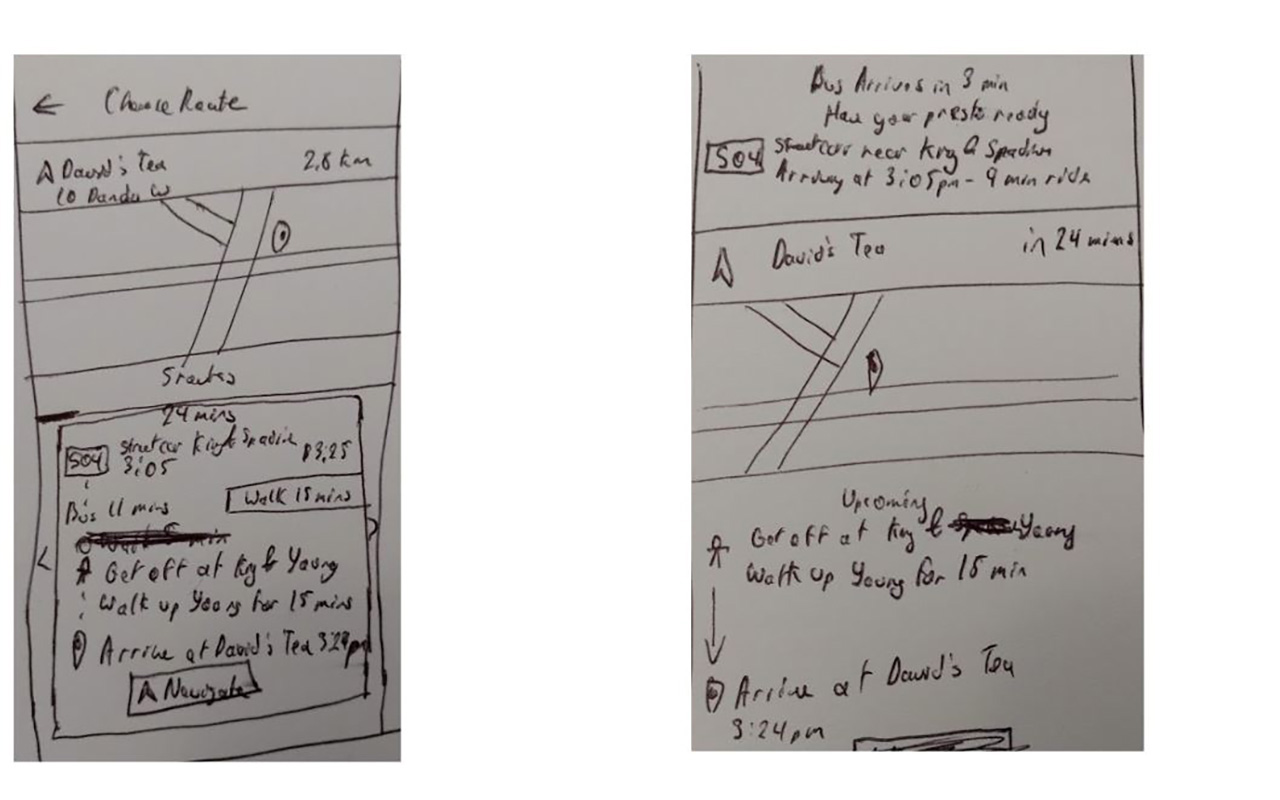 ← Choose Route
David's Tea 2.8 km
10 Dundas W
5 routes
24 mins
504 Streetcar King & Spadina $3.25
3:05
Bus 11 mins Walk 15 mins
Get off at King & Young
Walk up Young for 15 mins
Arrive at David's Tea
Navigate
Bus Arrives in 3 min
Have your presto ready
504 Streetcar near King & Spadina
Arriving at 3:05pm - 9 min ride
David's Tea in 24 mins
Upcoming
Get off at King & Young
Walk up Young for 15 min
Arrive at David's Tea
3:24pm